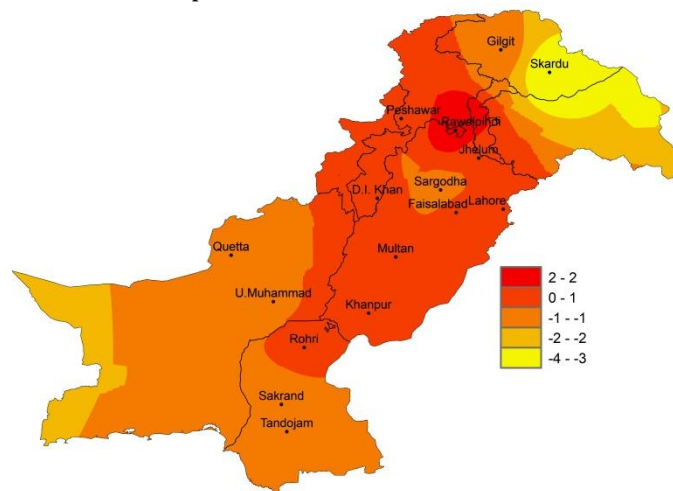 Gilgit
Skardu
Peshawar
Rawalpindi
Jhelum
Sargodha
D.I. Khan
Faisalabad
Lahore
Quetta
Multan
U.Muhammad
Khanpur
Rohri
Sakrand
Tandojam
2 - 2
0 - 1
-1 - -1
-2 - -2
-4 - -3